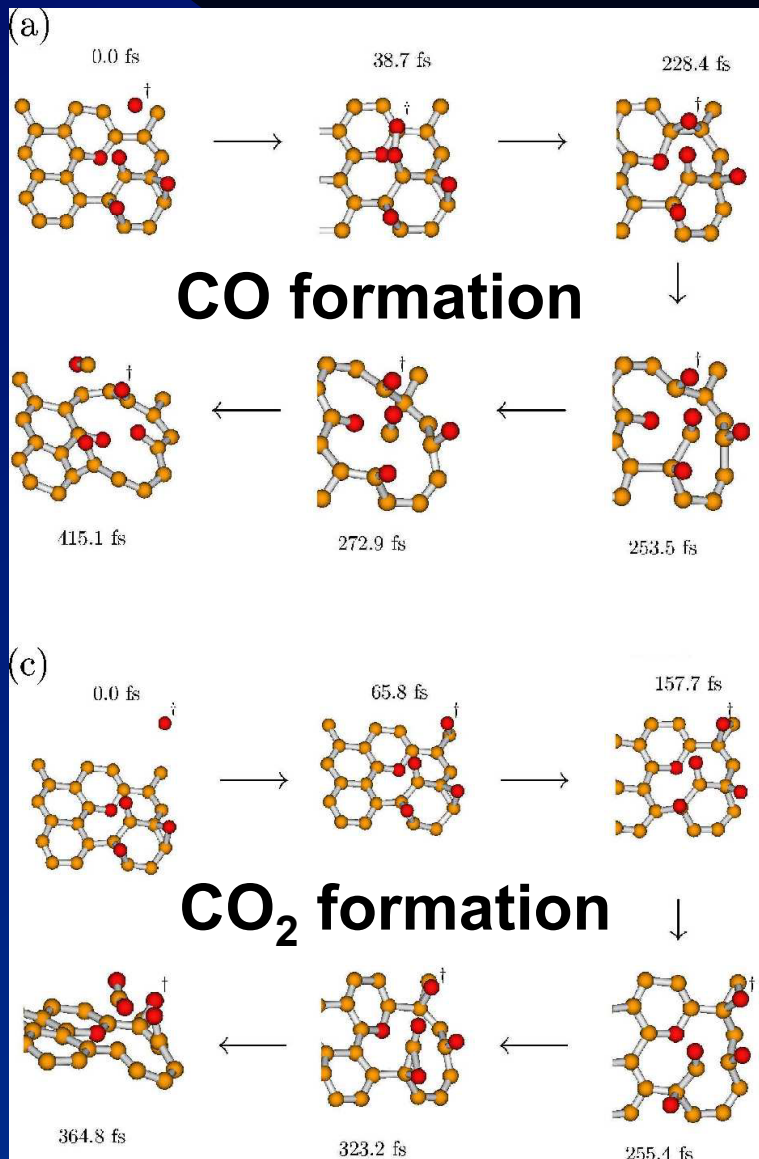 (a)
0.0 fs
†
38.7 fs
†
228.4 fs
†
CO formation
†
415.1 fs
†
272.9 fs
†
253.5 fs
(c)
0.0 fs
†
65.8 fs
†
157.7 fs
†
CO₂ formation
†
364.8 fs
†
323.2 fs
†
255.4 fs